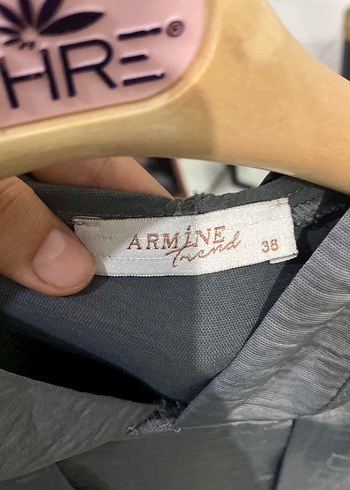 HRE©
ARMİNE
Trend
38